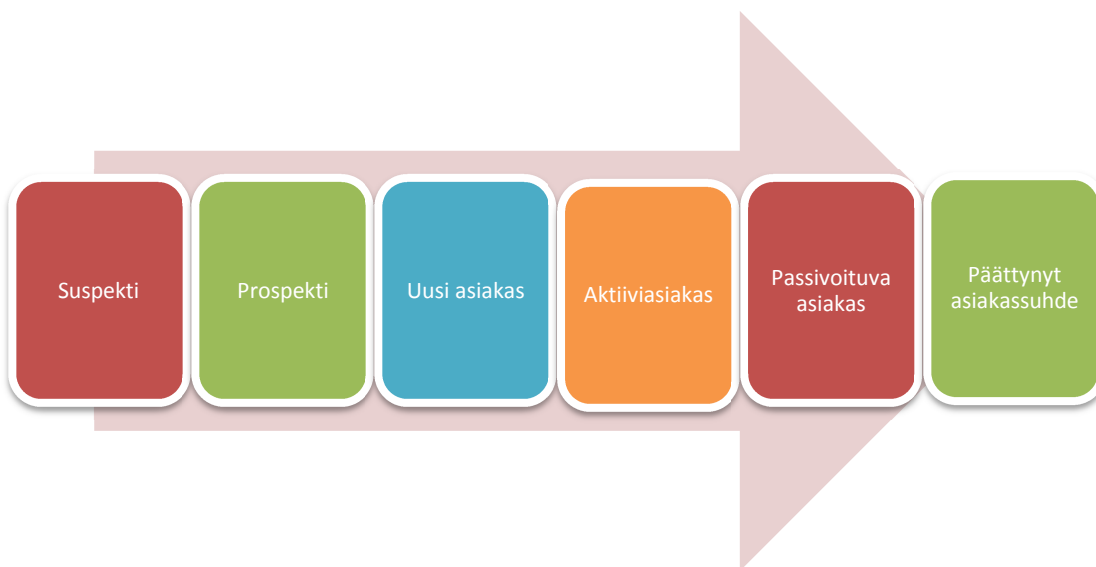 Suspekti
Prospekti
Uusi asiakas
Aktiiviasiakas
Passivoituva
asiakas
Päättynyt
asiakassuhde